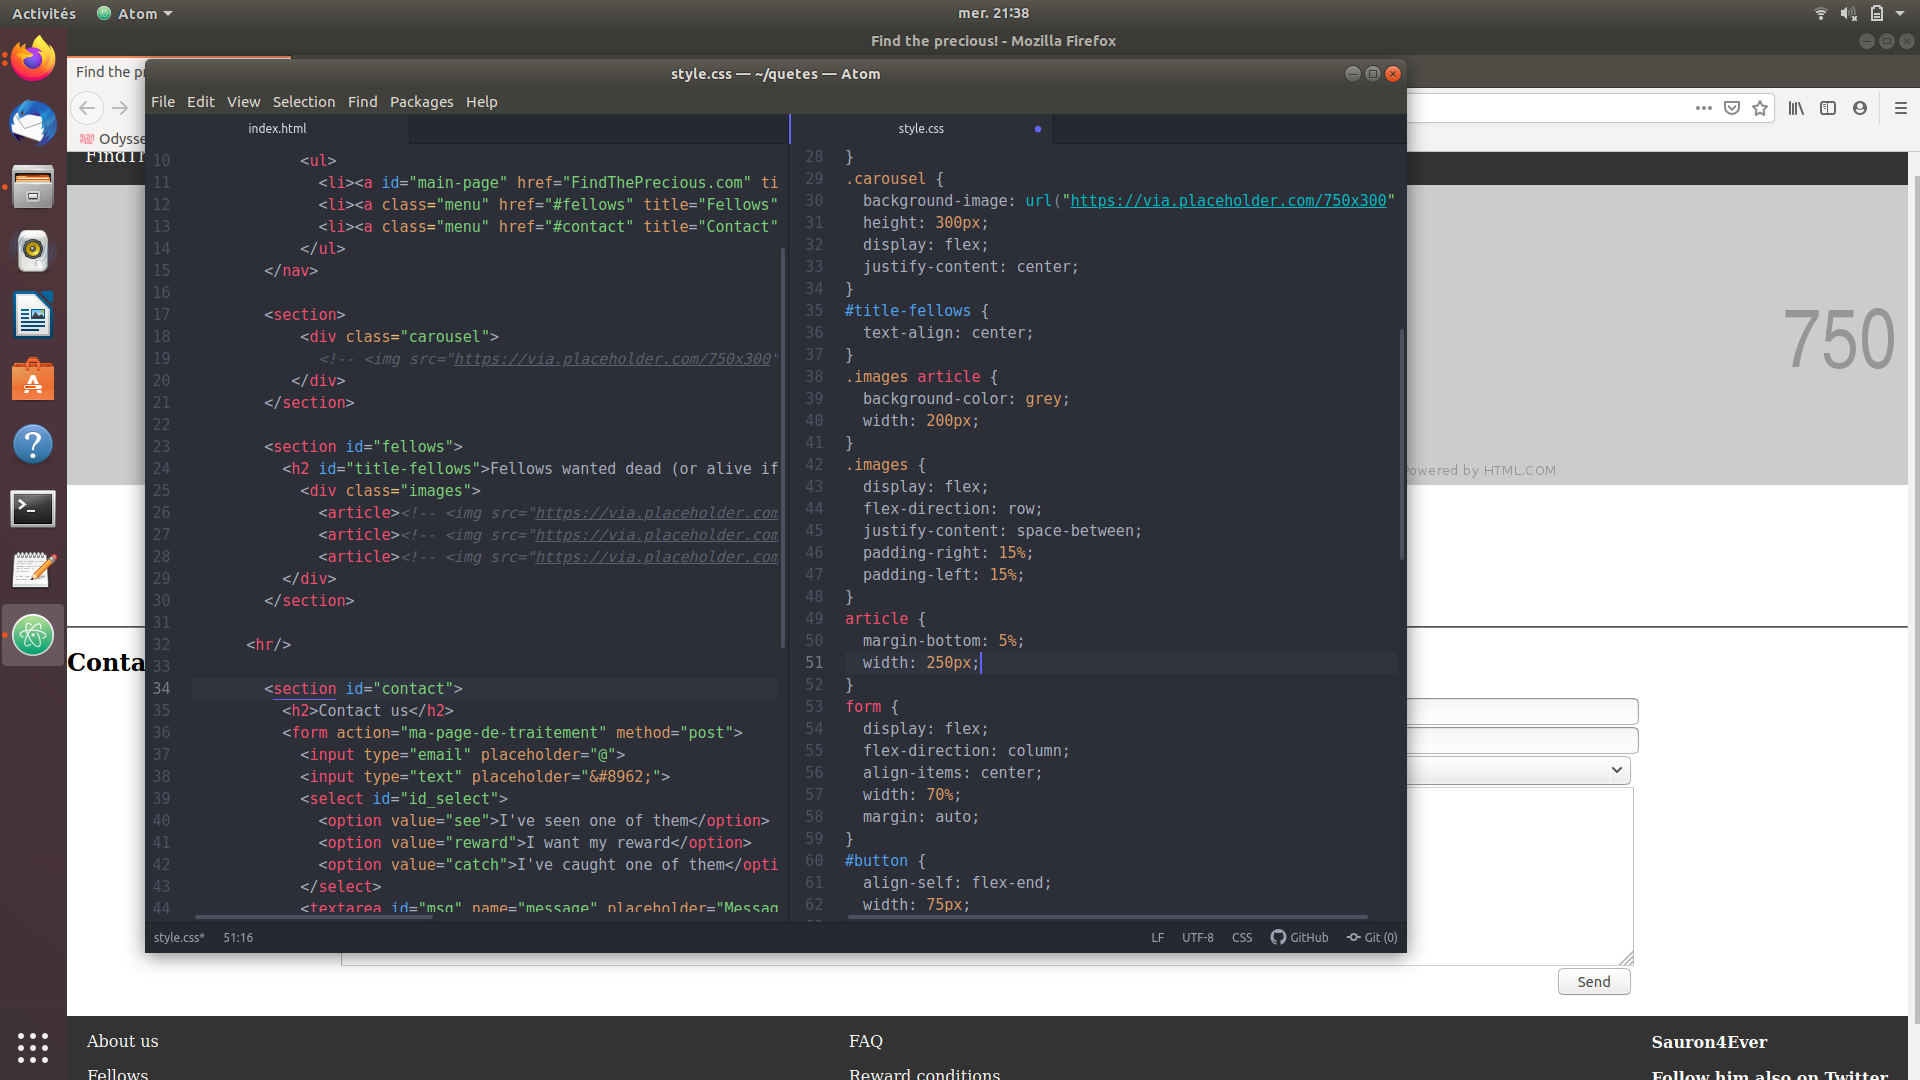 Activités
Atom
mer. 21:38
Find the precious! - Mozilla Firefox
Find the p
style.css — ~/quetes — Atom
File Edit View Selection Find Packages Help
Odysse
FindTh
index.html
style.css
10 <ul>
11 <li><a id="main-page" href="FindThePrecious.com" ti
12 <li><a class="menu" href="#fellows" title="Fellows"
13 <li><a class="menu" href="#contact" title="Contact"
14 </ul>
15 </nav>
16
17 <section>
18 <div class="carousel">
19 <!-- <img src="https://via.placeholder.com/750x300"
20 </div>
21 </section>
22
23 <section id="fellows">
24 <h2 id="title-fellows">Fellows wanted dead (or alive if
25 <div class="images">
26 <article><!-- <img src="https://via.placeholder.com
27 <article><!-- <img src="https://via.placeholder.com
28 <article><!-- <img src="https://via.placeholder.com
29 </div>
30 </section>
31
32 <hr/>
33
34 <section id="contact">
35 <h2>Contact us</h2>
36 <form action="ma-page-de-traitement" method="post">
37 <input type="email" placeholder="@">
38 <input type="text" placeholder="&#8962;">
39 <select id="id_select">
40 <option value="see">I've seen one of them</option>
41 <option value="reward">I want my reward</option>
42 <option value="catch">I've caught one of them</opti
43 </select>
44 <textarea id="msg" name="message" placeholder="Messag
28 }
29 .carousel {
30 background-image: url("https://via.placeholder.com/750x300"
31 height: 300px;
32 display: flex;
33 justify-content: center;
34 }
35 #title-fellows {
36 text-align: center;
37 }
38 .images article {
39 background-color: grey;
40 width: 200px;
41 }
42 .images {
43 display: flex;
44 flex-direction: row;
45 justify-content: space-between;
46 padding-right: 15%;
47 padding-left: 15%;
48 }
49 article {
50 margin-bottom: 5%;
51 width: 250px;
52 }
53 form {
54 display: flex;
55 flex-direction: column;
56 align-items: center;
57 width: 70%;
58 margin: auto;
59 }
60 #button {
61 align-self: flex-end;
62 width: 75px;
style.css* 51:16
LF UTF-8 CSS GitHub Git (0)
750
Powered by HTML.COM
Conta
Send
About us
FAQ
Sauron4Ever
Fellows
Reward conditions
Follow him also on Twitter